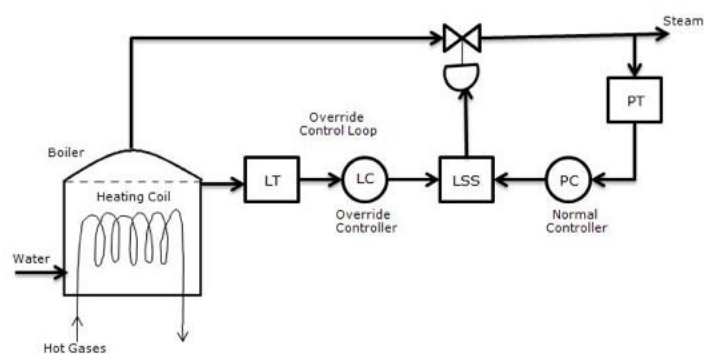 Steam
PT
Override
Control Loop
Boiler
LT
LC
LSS
PC
Heating Coil
Override
Controller
Normal
Controller
Water
Hot Gases